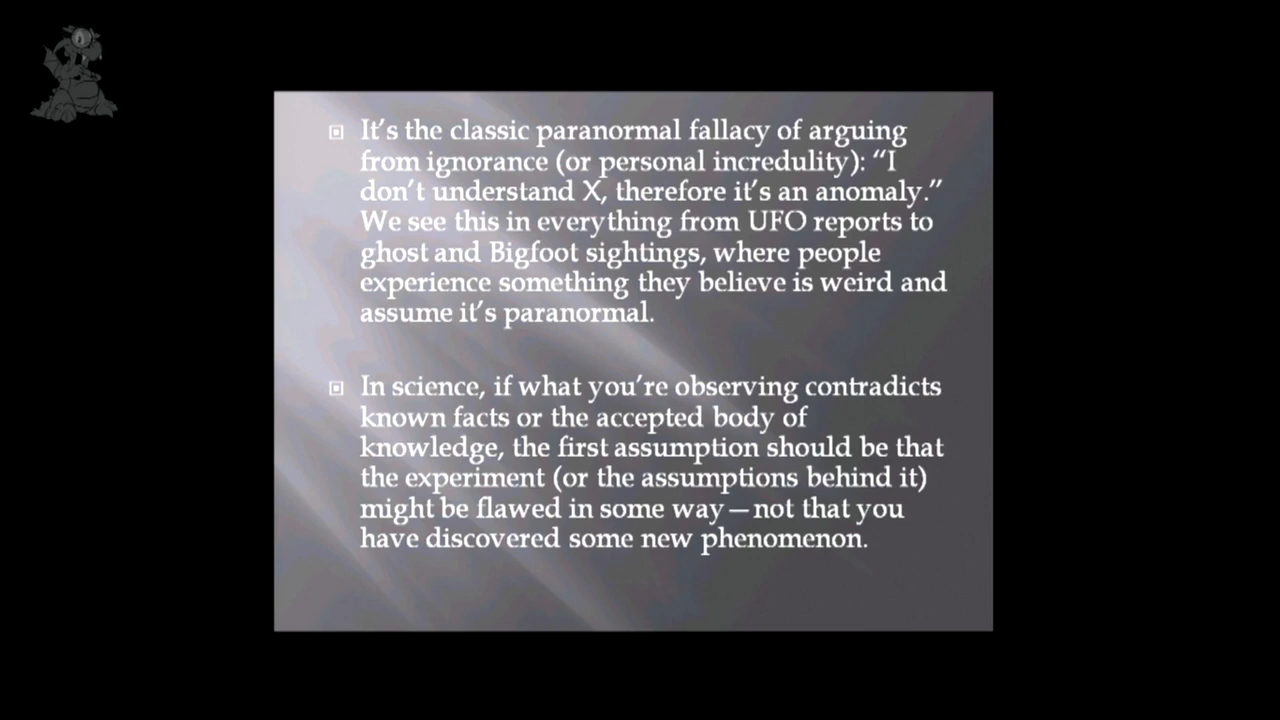 It's the classic paranormal fallacy of arguing
from ignorance (or personal incredulity): “I
don't understand X, therefore it's an anomaly.”
We see this in everything from UFO reports to
ghost and Bigfoot sightings, where people
experience something they believe is weird and
assume it's paranormal.
In science, if what you're observing contradicts
known facts or the accepted body of
knowledge, the first assumption should be that
the experiment (or the assumptions behind it)
might be flawed in some way—not that you
have discovered some new phenomenon.